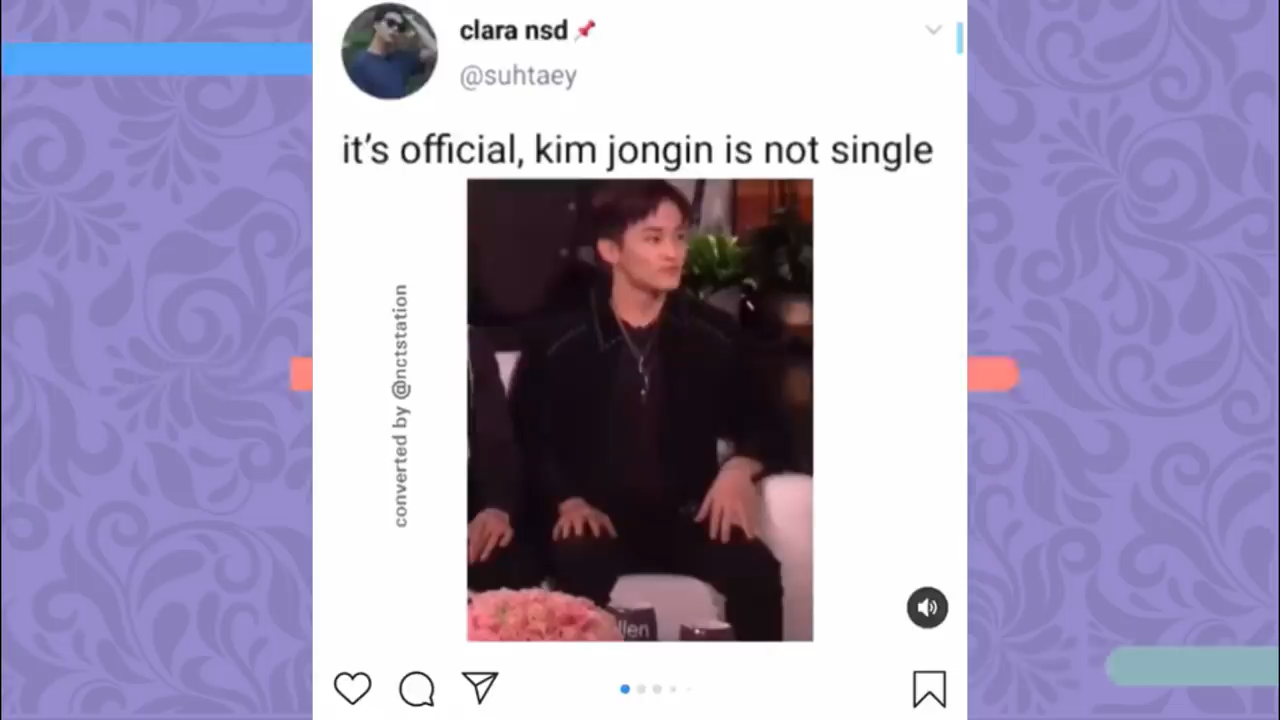 clara nsd
@suhtaey
it's official, kim jongin is not single
converted by @nctstation
llen